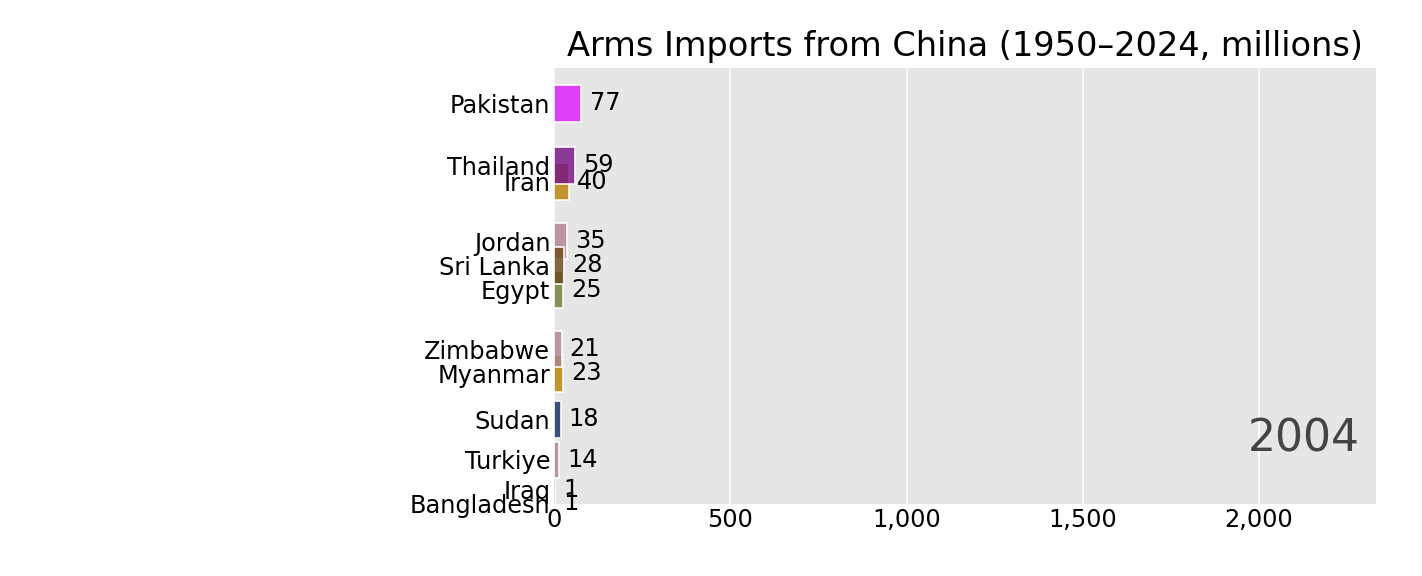 Arms Imports from China (1950–2024, millions)
Pakistan 77
Thailand 59
Iran 40
Jordan 35
Sri Lanka 28
Egypt 25
Zimbabwe 21
Myanmar 23
Sudan 18
2004
Turkiye 14
Iraq 1
Bangladesh 1
0 500 1,000 1,500 2,000